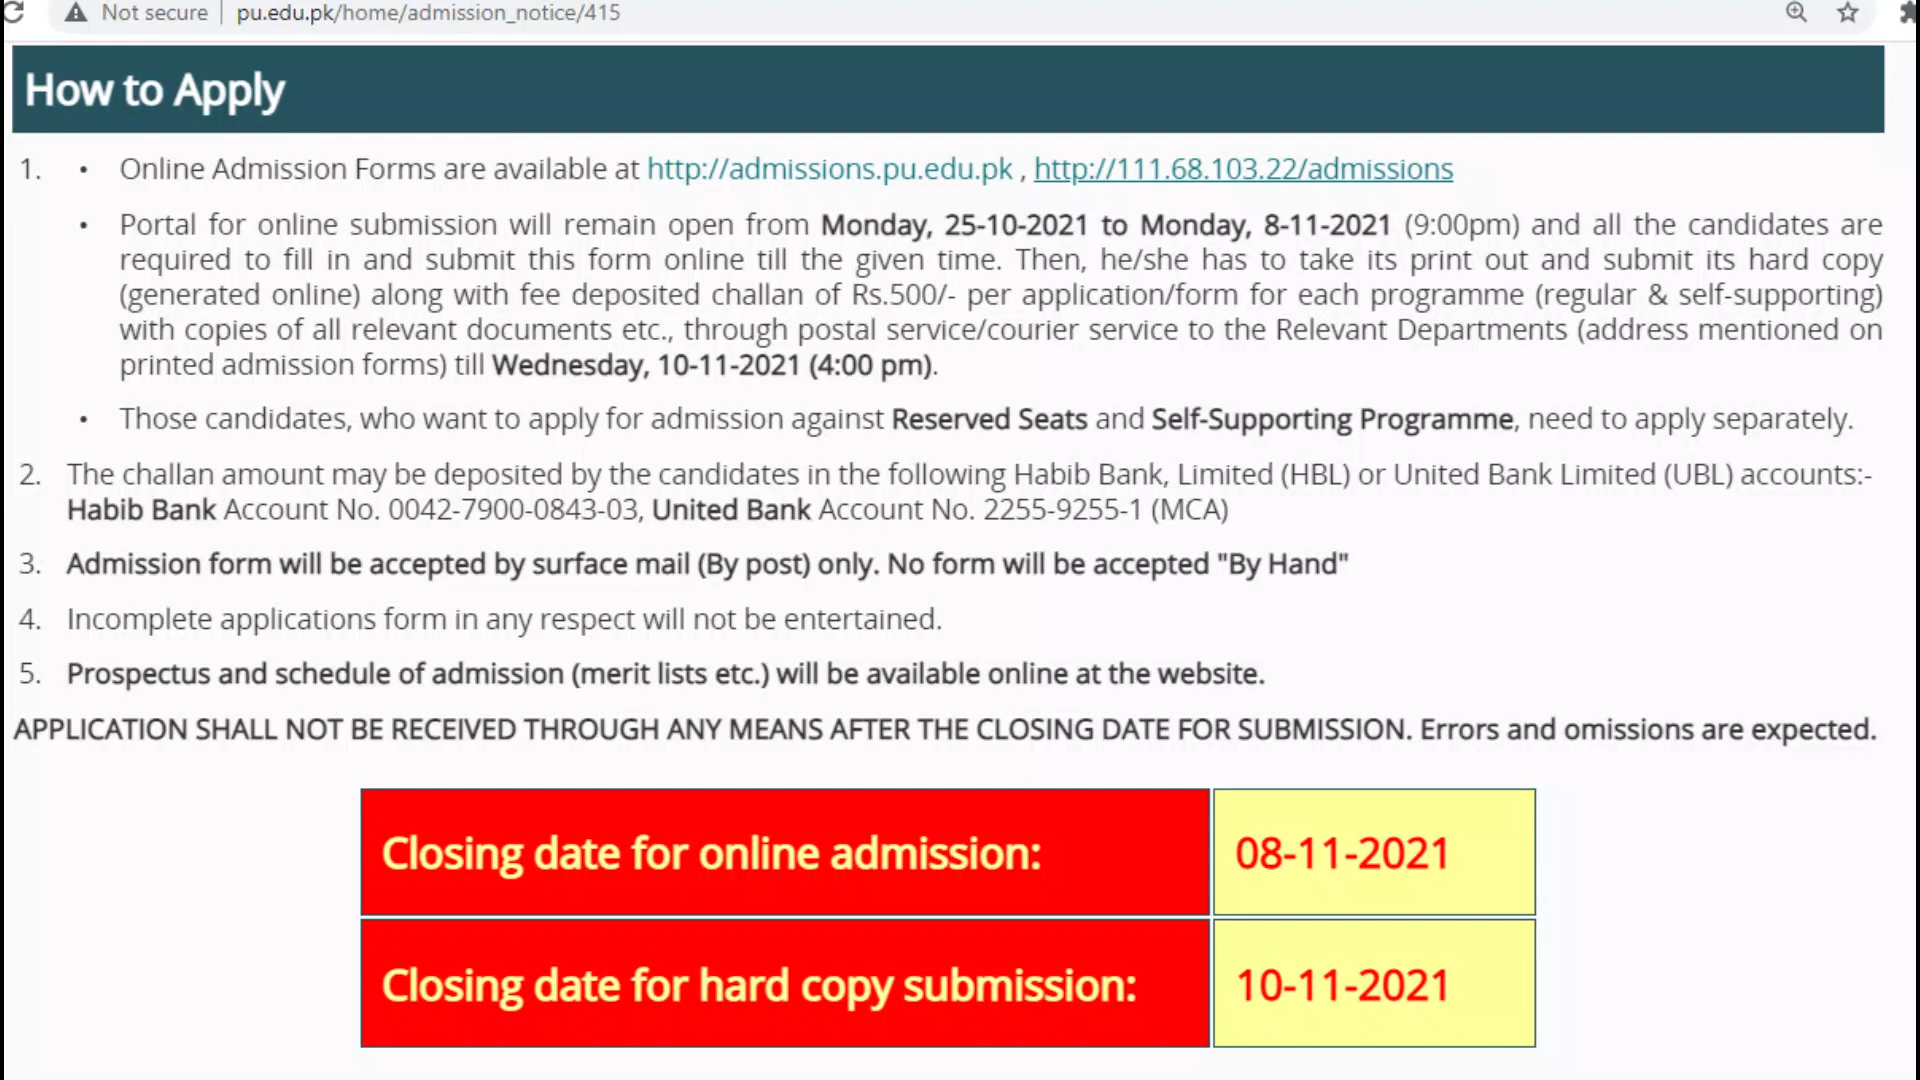 Not secure | pu.edu.pk/home/admission_notice/415
How to Apply
1. • Online Admission Forms are available at http://admissions.pu.edu.pk , http://111.68.103.22/admissions
• Portal for online submission will remain open from Monday, 25-10-2021 to Monday, 8-11-2021 (9:00pm) and all the candidates are
required to fill in and submit this form online till the given time. Then, he/she has to take its print out and submit its hard copy
(generated online) along with fee deposited challan of Rs.500/- per application/form for each programme (regular & self-supporting)
with copies of all relevant documents etc., through postal service/courier service to the Relevant Departments (address mentioned on
printed admission forms) till Wednesday, 10-11-2021 (4:00 pm).
• Those candidates, who want to apply for admission against Reserved Seats and Self-Supporting Programme, need to apply separately.
2. The challan amount may be deposited by the candidates in the following Habib Bank, Limited (HBL) or United Bank Limited (UBL) accounts:-
Habib Bank Account No. 0042-7900-0843-03, United Bank Account No. 2255-9255-1 (MCA)
3. Admission form will be accepted by surface mail (By post) only. No form will be accepted "By Hand"
4. Incomplete applications form in any respect will not be entertained.
5. Prospectus and schedule of admission (merit lists etc.) will be available online at the website.
APPLICATION SHALL NOT BE RECEIVED THROUGH ANY MEANS AFTER THE CLOSING DATE FOR SUBMISSION. Errors and omissions are expected.
Closing date for online admission: 08-11-2021
Closing date for hard copy submission: 10-11-2021